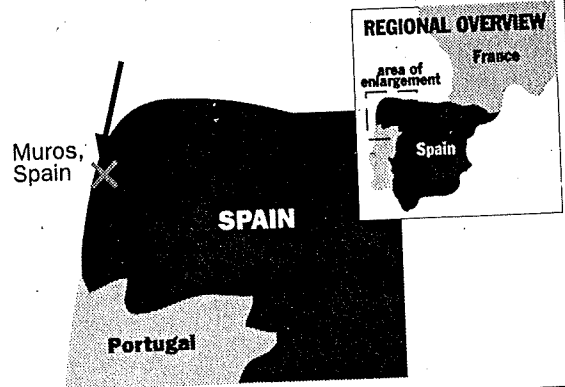 REGIONAL OVERVIEW
France
area of
enlargement
Spain
Muros,
Spain
SPAIN
Portugal